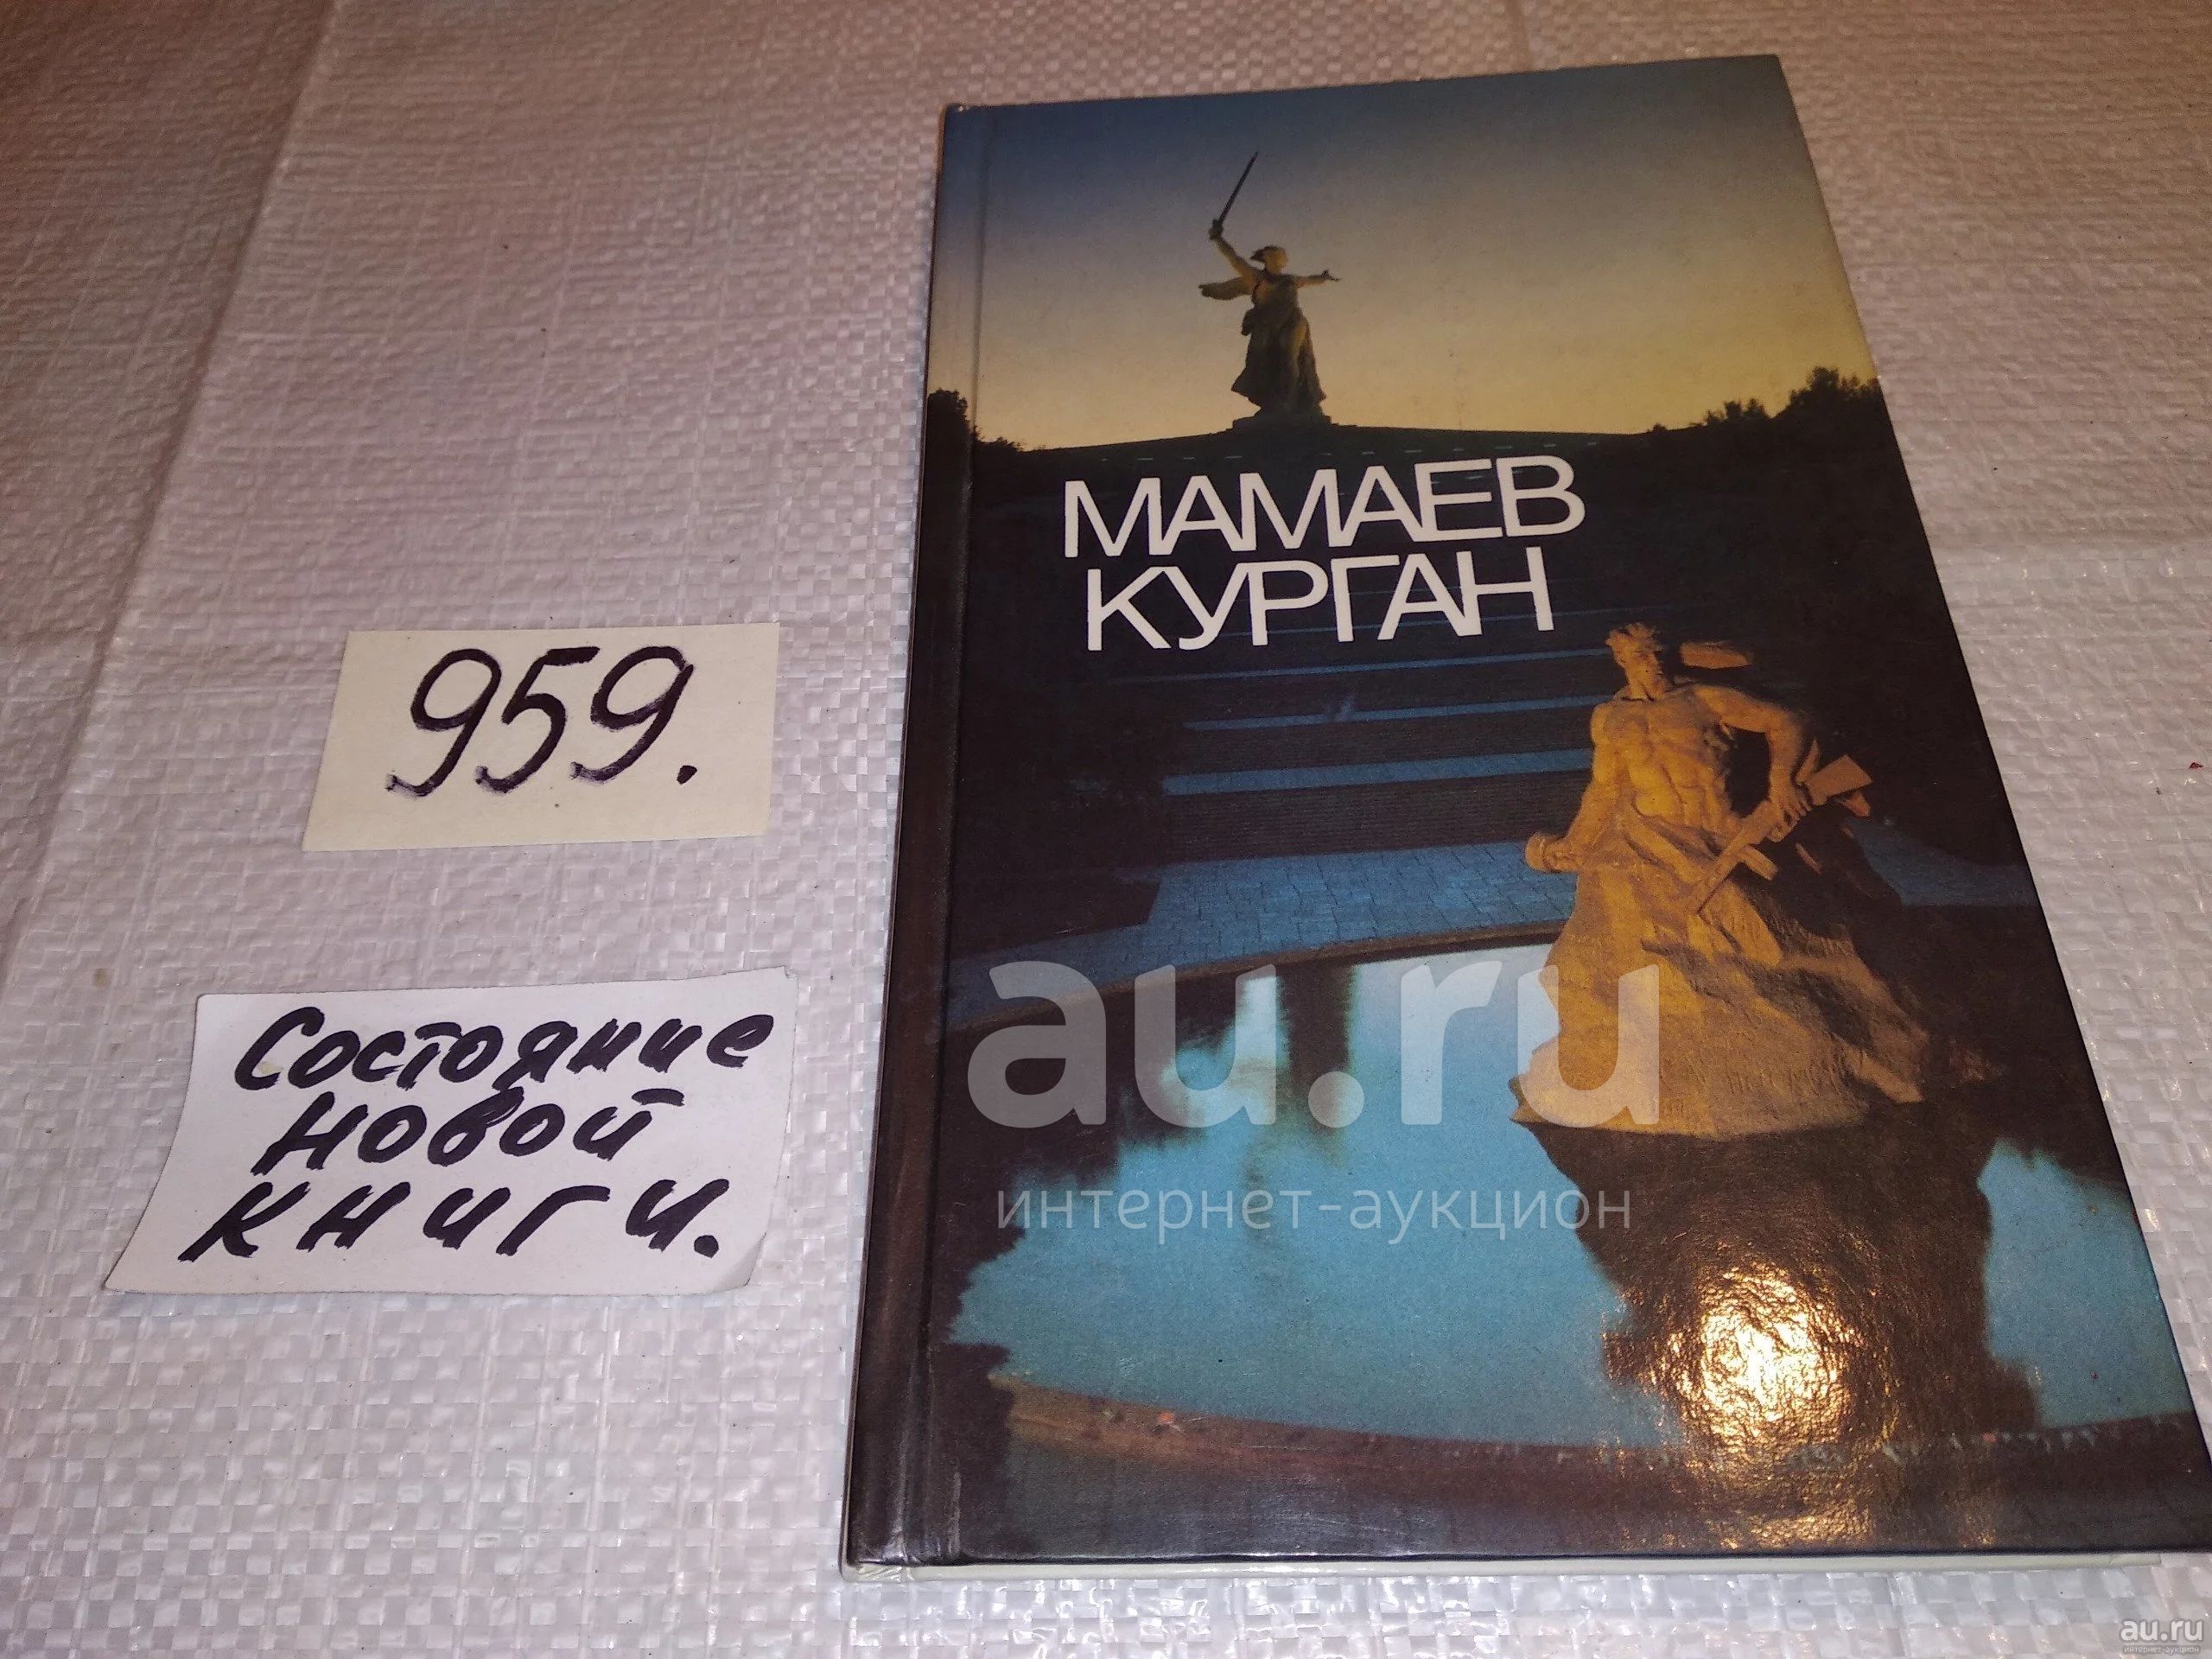 МАМАЕВ
КУРГАН
959.
Состояние
новой
книги.
au.ru
интернет-аукцион
au.ru
интернет-аукцион